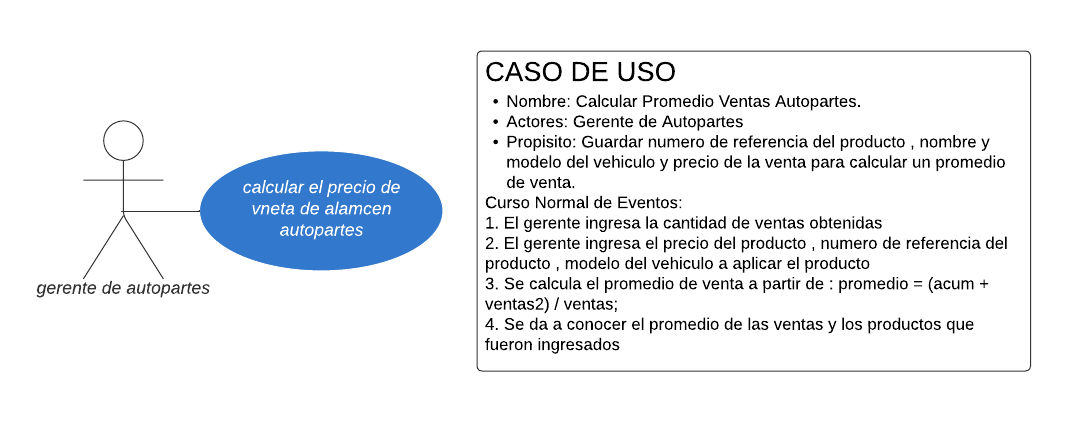 calcular el precio de
vneta de alamcen
autopartes
gerente de autopartes
CASO DE USO
• Nombre: Calcular Promedio Ventas Autopartes.
• Actores: Gerente de Autopartes
• Proposito: Guardar numero de referencia del producto , nombre y
modelo del vehiculo y precio de la venta para calcular un promedio
de venta.
Curso Normal de Eventos:
1. El gerente ingresa la cantidad de ventas obtenidas
2. El gerente ingresa el precio del producto , numero de referencia del
producto , modelo del vehiculo a aplicar el producto
3. Se calcula el promedio de venta a partir de : promedio = (acum +
ventas2) / ventas;
4. Se da a conocer el promedio de las ventas y los productos que
fueron ingresados